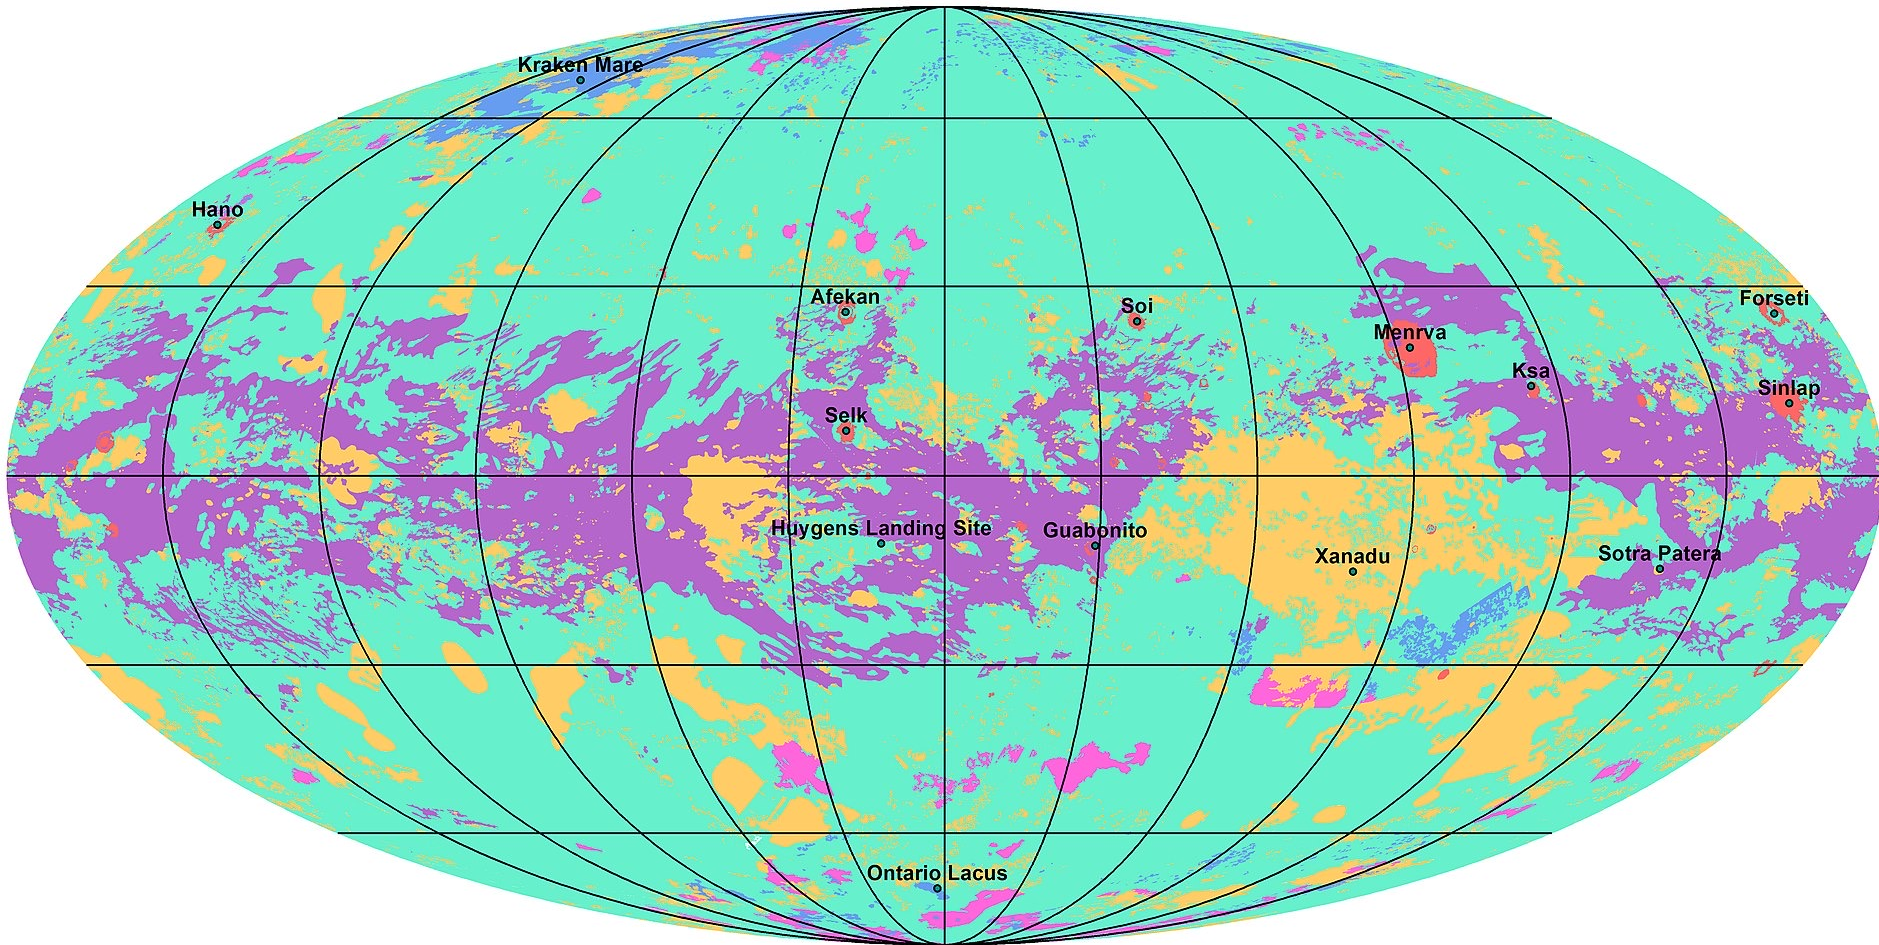 Kraken Mare
Hano
Afekan
Soi
Forseti
Menrva
Ksa
Sinlap
Selk
Huygens Landing Site
Guabonito
Xanadu
Sotra Patera
Ontario Lacus